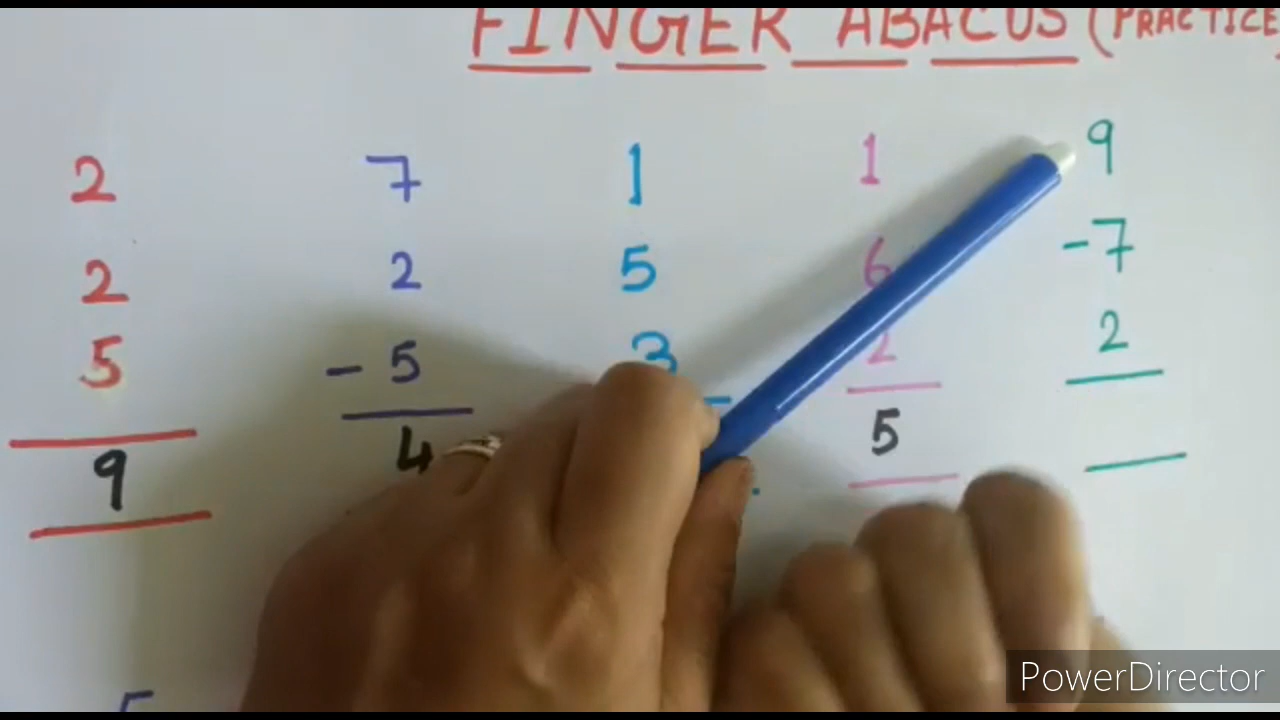 FINGER ABACUS (PRACTICE
2 7 1 1 9
2 2 5 6 -7
5 - 5 3 2 2
9 4 5
5
PowerDirector